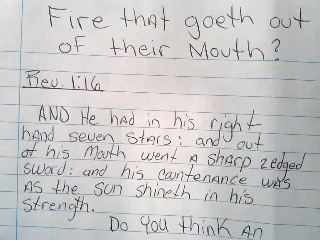 Fire that goeth out
of their Mouth?
Rev. 1:16
AND He HAD in his right
hAND seven stars: and out
of his Mouth went A shArp 2edged
sword: and his cuntenance wAs
As the sun shineth in his
strength.
Do You think AN